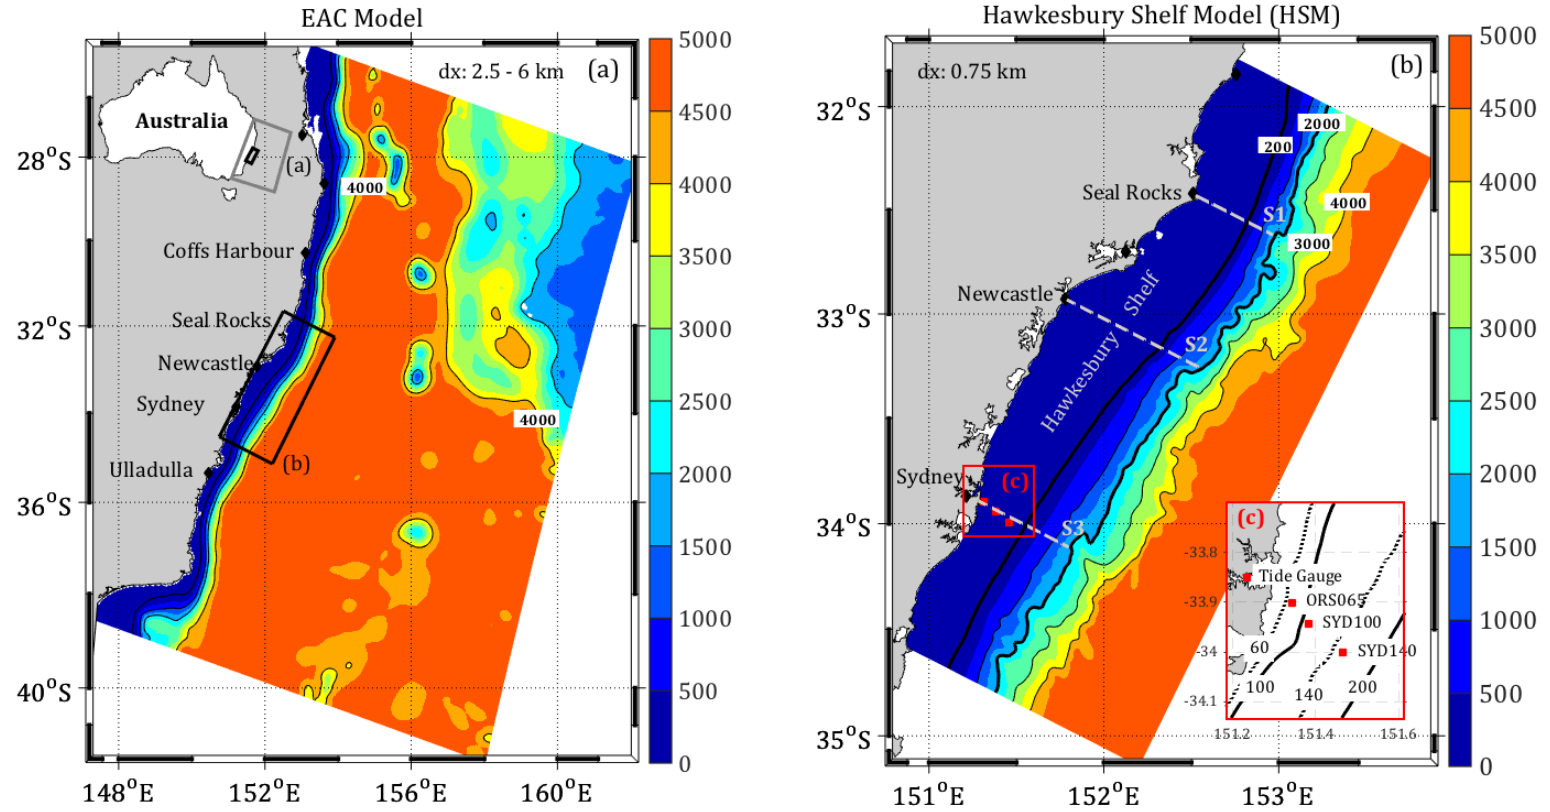 EAC Model
dx: 2.5 - 6 km
(a)
Australia
(a)
4000
Coffs Harbour
Seal Rocks
Newcastle
Sydney
Ulladulla
(b)
4000
28°S
32°S
36°S
40°S
148°E
152°E
156°E
160°E
5000
4500
4000
3500
3000
2500
2000
1500
1000
500
0
Hawkesbury Shelf Model (HSM)
dx: 0.75 km
(b)
2000
200
Seal Rocks
4000
S1
3000
Newcastle
Hawkesbury Shelf
S2
Sydney
(c)
S3
(c)
-33.8
Tide Gauge
-33.9
ORS065
SYD100
-34
60
SYD140
100
140
200
-34.1
151.2
151.4
151.6
32°S
33°S
34°S
35°S
151°E
152°E
153°E
5000
4500
4000
3500
3000
2500
2000
1500
1000
500
0